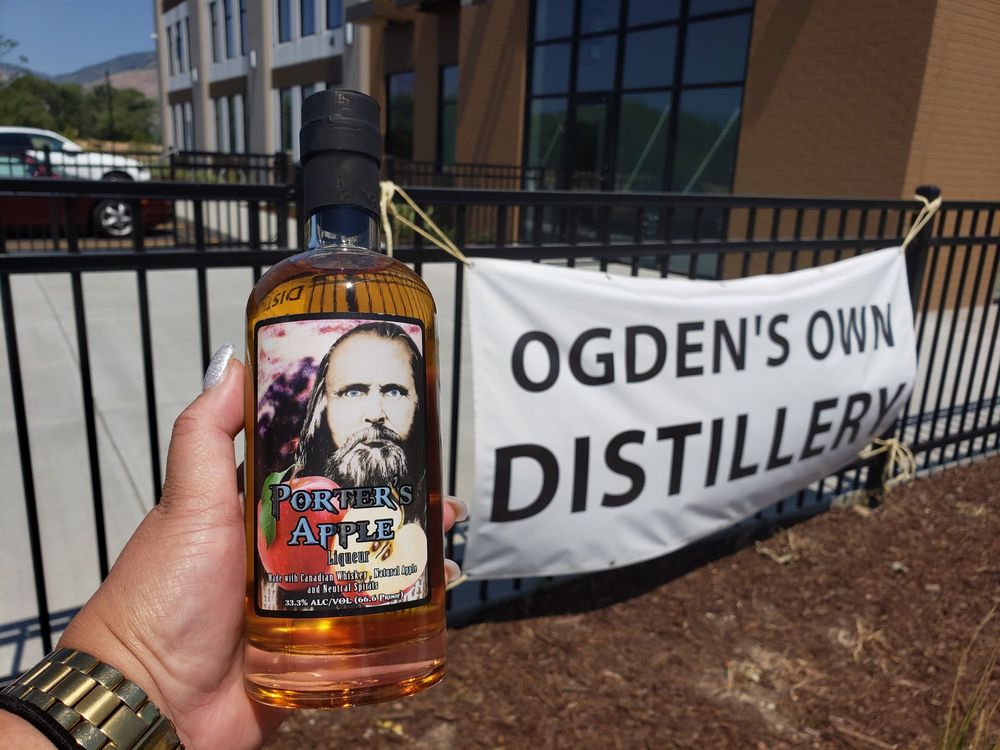 PORTER'S
APPLE
Liqueur
Made with Canadian Whiskey, Natural Apple
and Neutral Spirits
33.3% ALC/VOL (66.6 PROOF)
OGDEN'S OWN
DISTILLERY